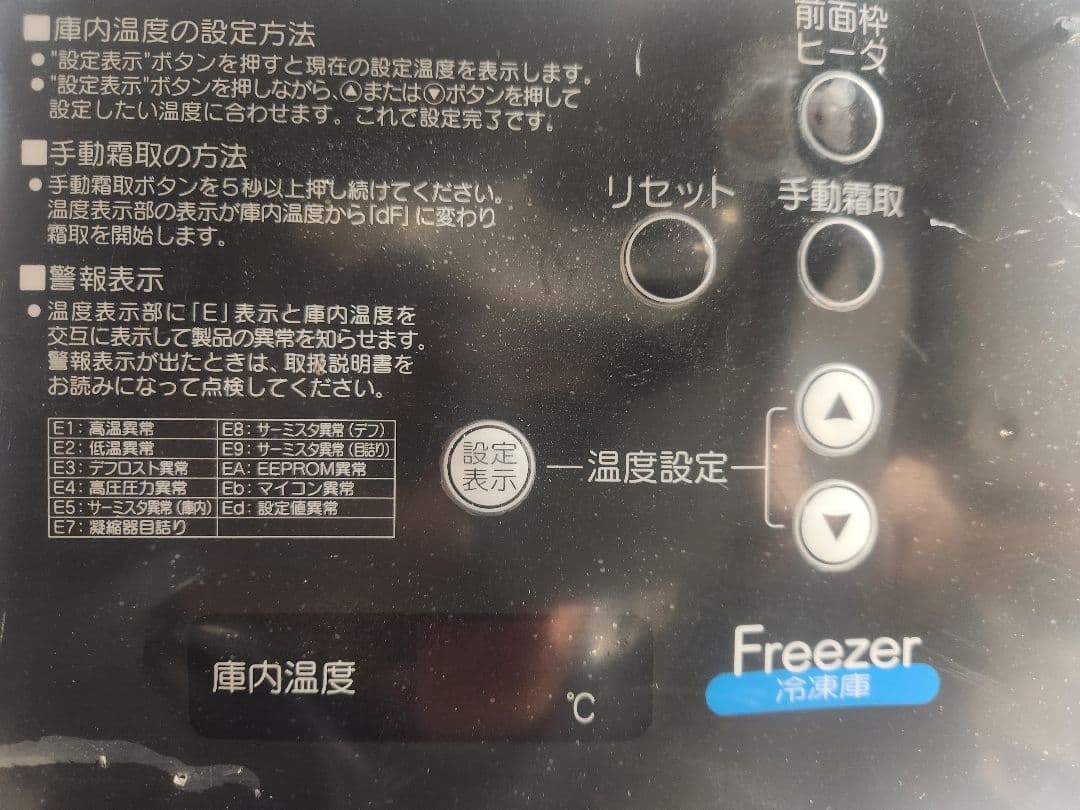 ■庫内温度の設定方法
●"設定表示"ボタンを押すと現在の設定温度を表示します。
●"設定表示"ボタンを押しながら、▲または▼ボタンを押して
設定したい温度に合わせます。これで設定完了です。
■手動霜取の方法
●手動霜取ボタンを5秒以上押し続けてください。
温度表示部の表示が庫内温度から「dF」に変わり
霜取を開始します。
■警報表示
●温度表示部に「E」表示と庫内温度を
交互に表示して製品の異常を知らせます。
警報表示が出たときは、取扱説明書を
お読みになって点検してください。
E1:高温異常 E8:サーミスタ異常(デフ)
E2:低温異常 E9:サーミスタ異常(目詰り)
E3:デフロスト異常 EA:EEPROM異常
E4:高圧圧力異常 Eb:マイコン異常
E5:サーミスタ異常(庫内) Ed:設定値異常
E7:凝縮器目詰り
前面枠
ヒータ
リセット
手動霜取
設定
表示
温度設定
▲
▼
庫内温度
℃
Freezer
冷凍庫